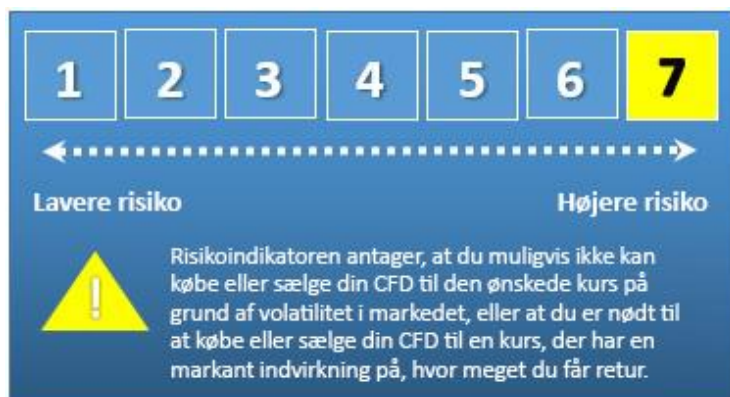 1 2 3 4 5 6 7
Lavere risiko Højere risiko
Risikoindikatoren antager, at du muligvis ikke kan
købe eller sælge din CFD til den ønskede kurs på
grund af volatilitet i markedet, eller at du er nødt til
at købe eller sælge din CFD til en kurs, der har en
markant indvirkning på, hvor meget du får retur.
!